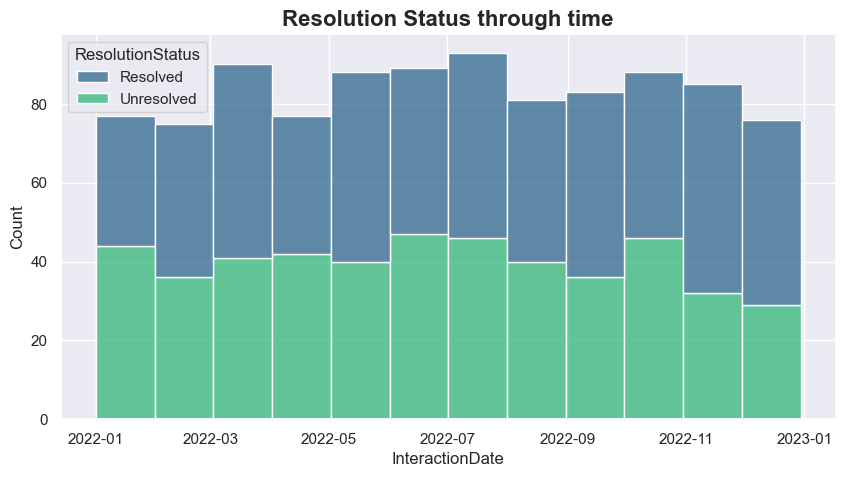 Resolution Status through time
ResolutionStatus
Resolved
Unresolved
80
60
40
20
0
Count
2022-01 2022-03 2022-05 2022-07 2022-09 2022-11 2023-01
InteractionDate